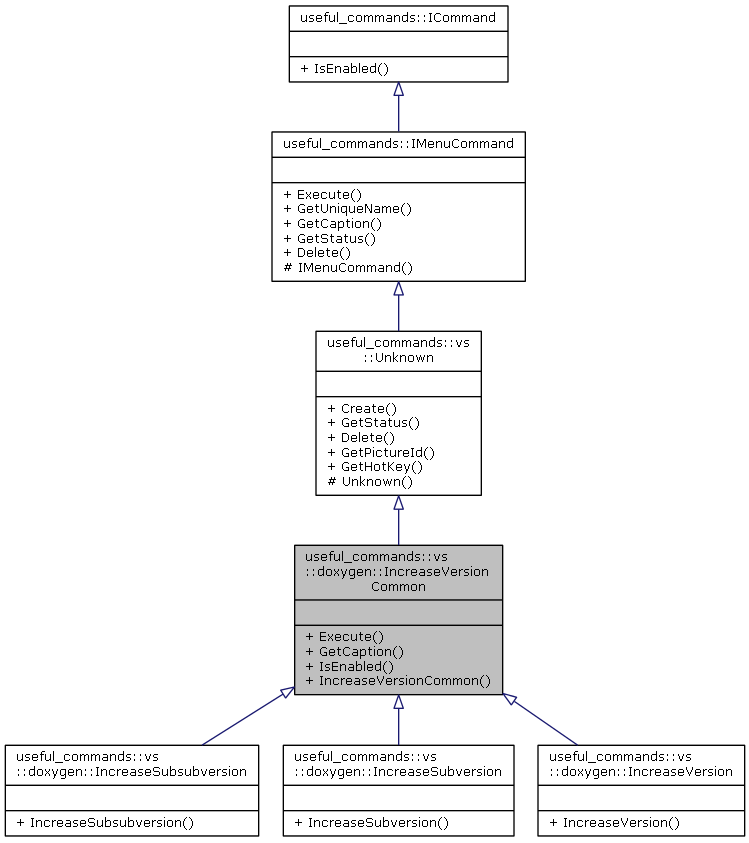 useful_commands::ICommand
+ IsEnabled()
useful_commands::IMenuCommand
+ Execute()
+ GetUniqueName()
+ GetCaption()
+ GetStatus()
+ Delete()
# IMenuCommand()
useful_commands::vs
::Unknown
+ Create()
+ GetStatus()
+ Delete()
+ GetPictureId()
+ GetHotKey()
# Unknown()
useful_commands::vs
::doxygen::IncreaseVersion
Common
+ Execute()
+ GetCaption()
+ IsEnabled()
+ IncreaseVersionCommon()
useful_commands::vs
::doxygen::IncreaseSubsubversion
+ IncreaseSubsubversion()
useful_commands::vs
::doxygen::IncreaseSubversion
+ IncreaseSubversion()
useful_commands::vs
::doxygen::IncreaseVersion
+ IncreaseVersion()